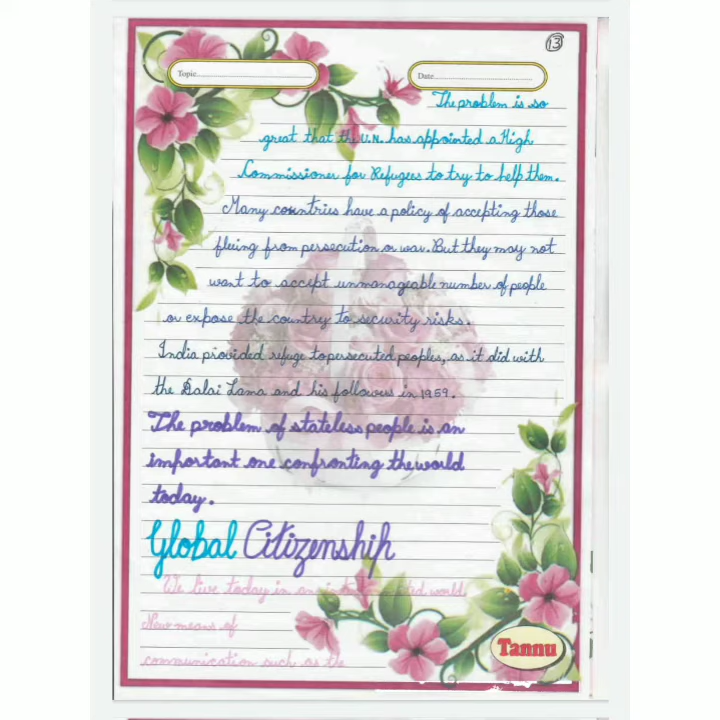 13
Topic
Date
The problem is so
great that the U.N. has appointed a High
Commissioner for Refugees to try to help them.
Many countries have a policy of accepting those
fleing from persecution or war. But they may not
want to accept unmanageable number of people
or expose the country to security risks.
India provided refuge to persecuted peoples, as it did with
the Dalai Lama and his followers in 1959.
The problem of stateless people is an
important one confronting the world
today.
Global Citizenship
We live today in an world
New means of
communication such as the
Tannu